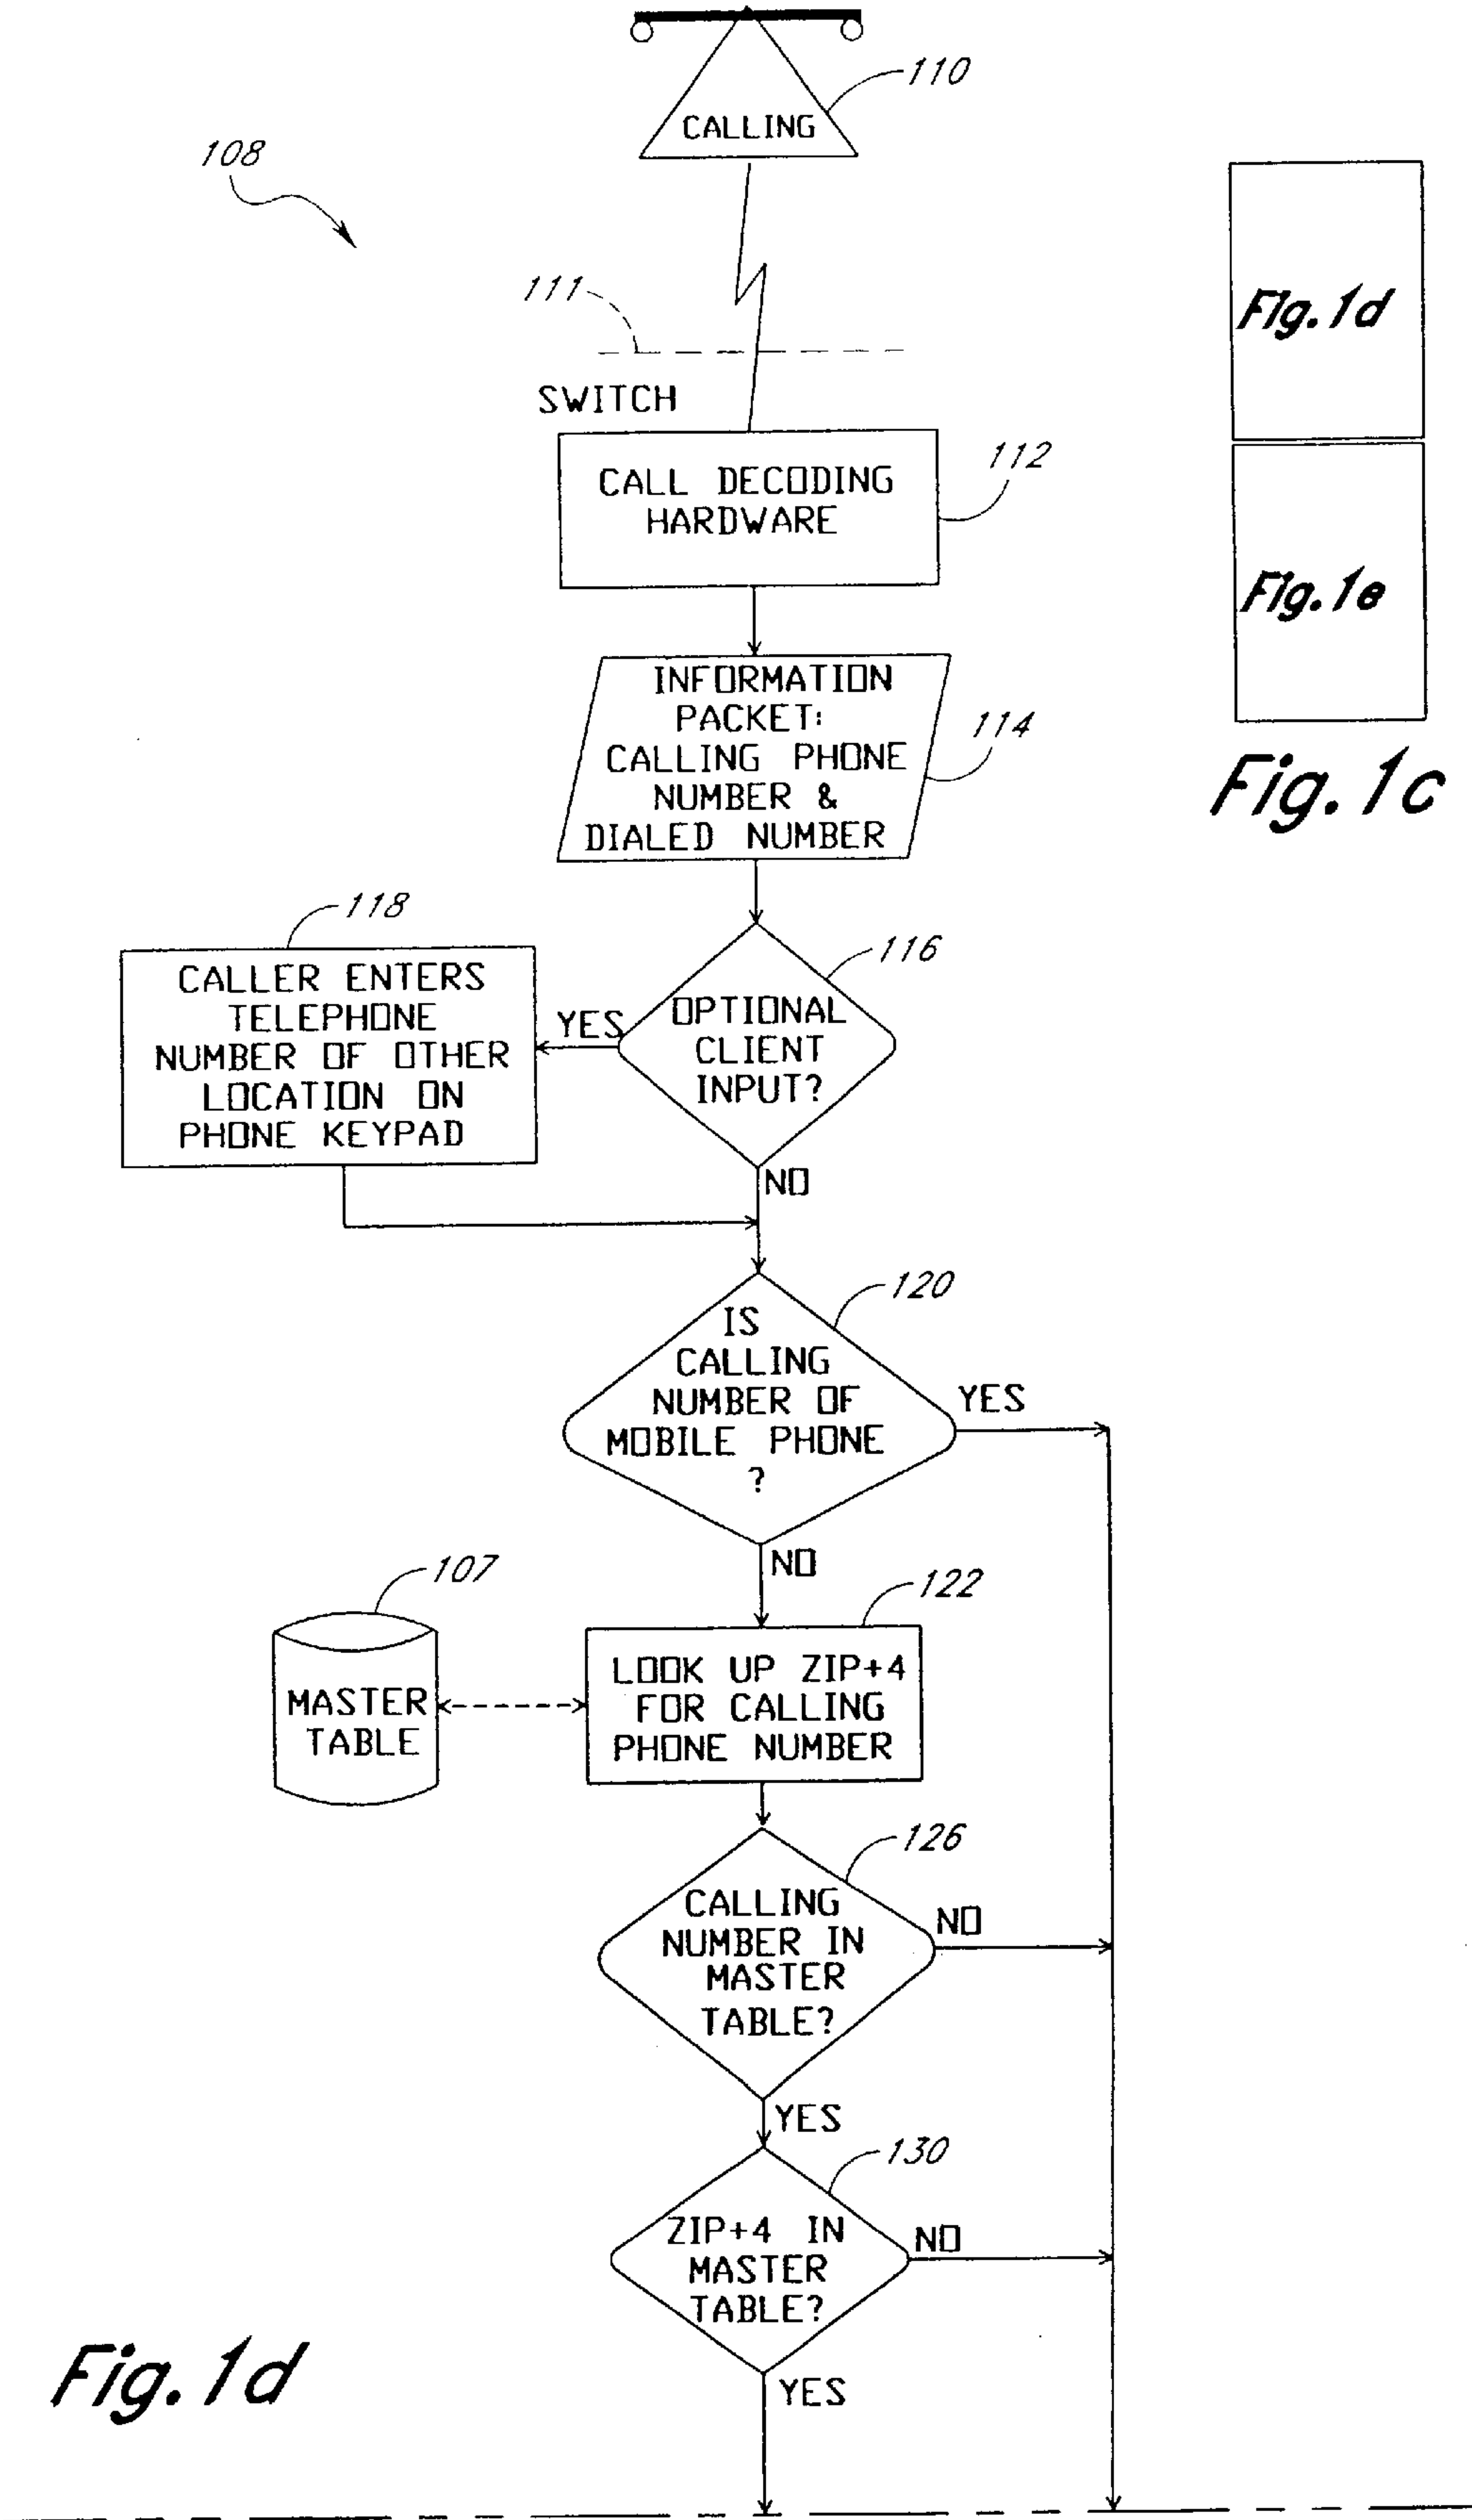 110
CALLING
108
111
SWITCH
CALL DECODING
HARDWARE
112
Fig. 1d
Fig. 1e
Fig. 1c
INFORMATION
PACKET:
CALLING PHONE
NUMBER &
DIALED NUMBER
114
118
CALLER ENTERS
TELEPHONE
NUMBER OF OTHER
LOCATION ON
PHONE KEYPAD
YES
116
OPTIONAL
CLIENT
INPUT?
NO
120
IS
CALLING
NUMBER OF
MOBILE PHONE
?
YES
NO
107
MASTER
TABLE
122
LOOK UP ZIP+4
FOR CALLING
PHONE NUMBER
126
CALLING
NUMBER IN
MASTER
TABLE?
NO
YES
130
ZIP+4 IN
MASTER
TABLE?
NO
YES
Fig. 1d